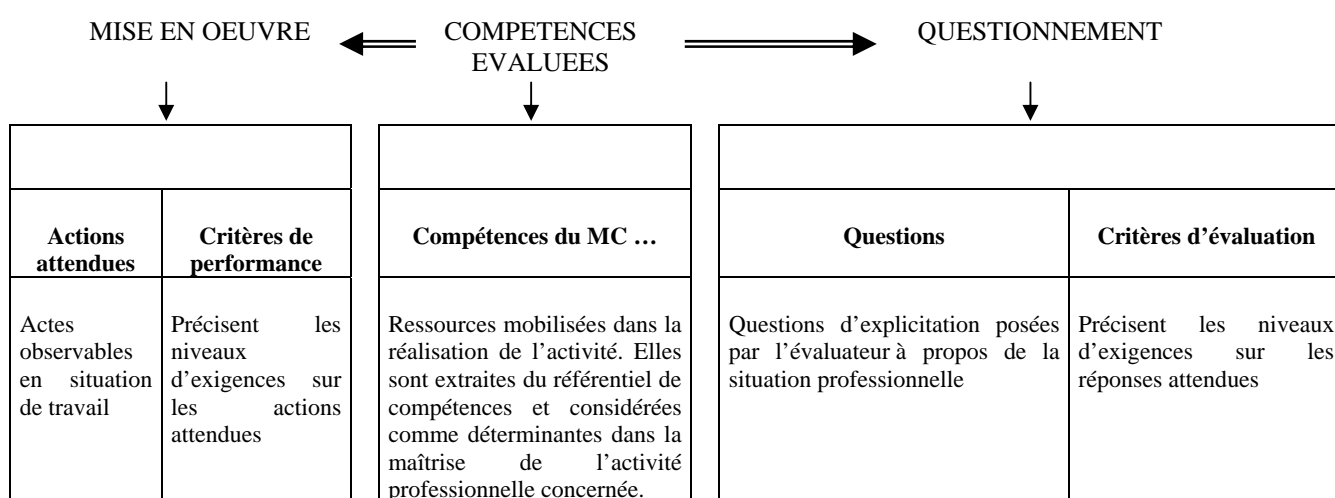 MISE EN OEUVRE
COMPETENCES
EVALUEES
QUESTIONNEMENT
Actions
attendues
Critères de
performance
Compétences du MC …
Questions
Critères d’évaluation
Actes
observables
en situation
de travail
Précisent les
niveaux
d’exigences sur
les actions
attendues
Ressources mobilisées dans la
réalisation de l’activité. Elles
sont extraites du référentiel de
compétences et considérées
comme déterminantes dans la
maîtrise de l’activité
professionnelle concernée.
Questions d’explicitation posées
par l’évaluateur à propos de la
situation professionnelle
Précisent les niveaux
d’exigences sur les
réponses attendues